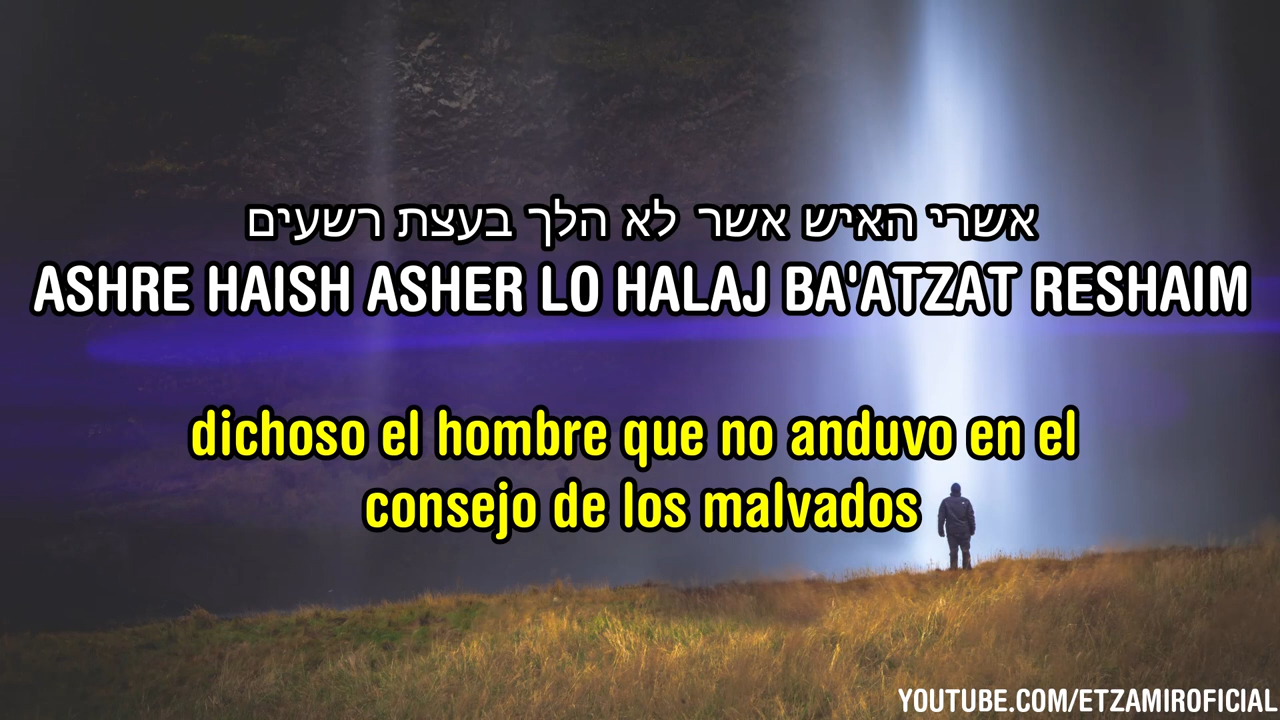 אשרי האיש אשר לא הלך בעצת רשעים
ASHRE HAISH ASHER LO HALAJ BA'ATZAT RESHAIM
dichoso el hombre que no anduvo en el
consejo de los malvados
YOUTUBE.COM/ETZAMIROFICIAL